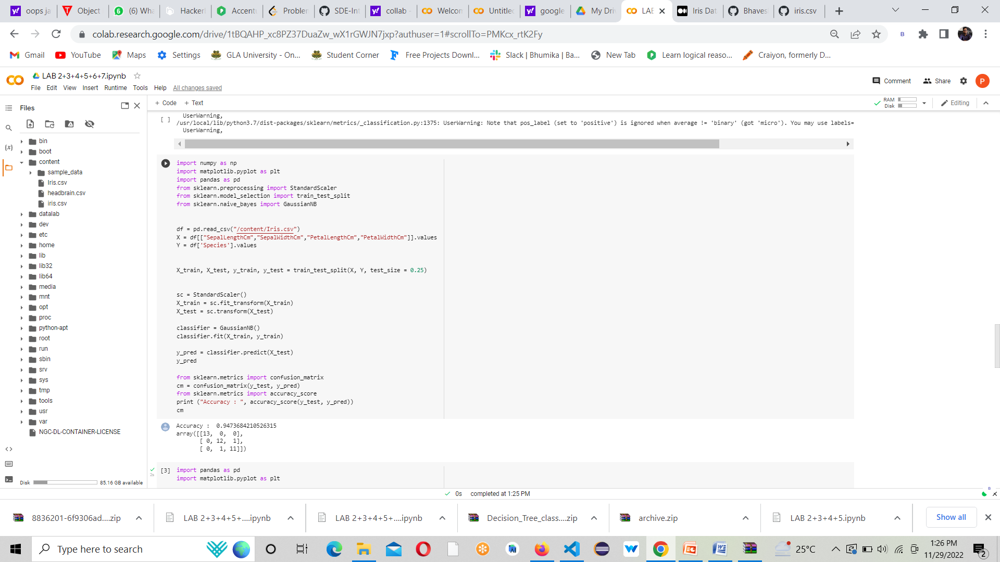 oops ja
Object
(6) Wha
Hackerl
Accentu
Problem
SDE-Int
collab -
Welcom
Untitled
google
My Driv
LAB
Iris Dat
Bhaves
iris.csv
colab.research.google.com/drive/1tBQAHP_xc8PZ37DuaZw_wX1rGWJN7jxp?authuser=1#scrollTo=PMKcx_rtK2Fy
Gmail
YouTube
Maps
Settings
GLA University - On...
Student Corner
Free Projects Downl...
Slack | Bhumika | Ba...
New Tab
Learn logical reaso...
Craiyon, formerly D...
LAB 2+3+4+5+6+7.ipynb
File Edit View Insert Runtime Tools Help All changes saved
Comment
Share
P
Files
+ Code + Text
RAM
Disk
Editing
bin
boot
content
sample_data
Iris.csv
headbrain.csv
iris.csv
datalab
dev
etc
home
lib
lib32
lib64
media
mnt
opt
proc
python-apt
root
run
sbin
srv
sys
tmp
tools
usr
var
NGC-DL-CONTAINER-LICENSE
Disk
85.16 GB available
UserWarning,
[ ] /usr/local/lib/python3.7/dist-packages/sklearn/metrics/_classification.py:1375: UserWarning: Note that pos_label (set to 'positive') is ignored when average != 'binary' (got 'micro'). You may use labels=
UserWarning,
import numpy as np
import matplotlib.pyplot as plt
import pandas as pd
from sklearn.preprocessing import StandardScaler
from sklearn.model_selection import train_test_split
from sklearn.naive_bayes import GaussianNB
df = pd.read_csv("/content/Iris.csv")
X = df[["SepalLengthCm","SepalWidthCm","PetalLengthCm","PetalWidthCm"]].values
Y = df['Species'].values
X_train, X_test, y_train, y_test = train_test_split(X, Y, test_size = 0.25)
sc = StandardScaler()
X_train = sc.fit_transform(X_train)
X_test = sc.transform(X_test)
classifier = GaussianNB()
classifier.fit(X_train, y_train)
y_pred = classifier.predict(X_test)
y_pred
from sklearn.metrics import confusion_matrix
cm = confusion_matrix(y_test, y_pred)
from sklearn.metrics import accuracy_score
print ("Accuracy : ", accuracy_score(y_test, y_pred))
cm
Accuracy :  0.9473684210526315
array([[13,  0,  0],
[ 0, 12,  1],
[ 0,  1, 11]])
2s
[3] import pandas as pd
import matplotlib.pyplot as plt
0s completed at 1:25 PM
8836201-6f9306ad....zip
LAB 2+3+4+5+....ipynb
LAB 2+3+4+5+....ipynb
Decision_Tree_class....zip
archive.zip
LAB 2+3+4+5.ipynb
Show all
Type here to search
25°C
1:26 PM
11/29/2022
2